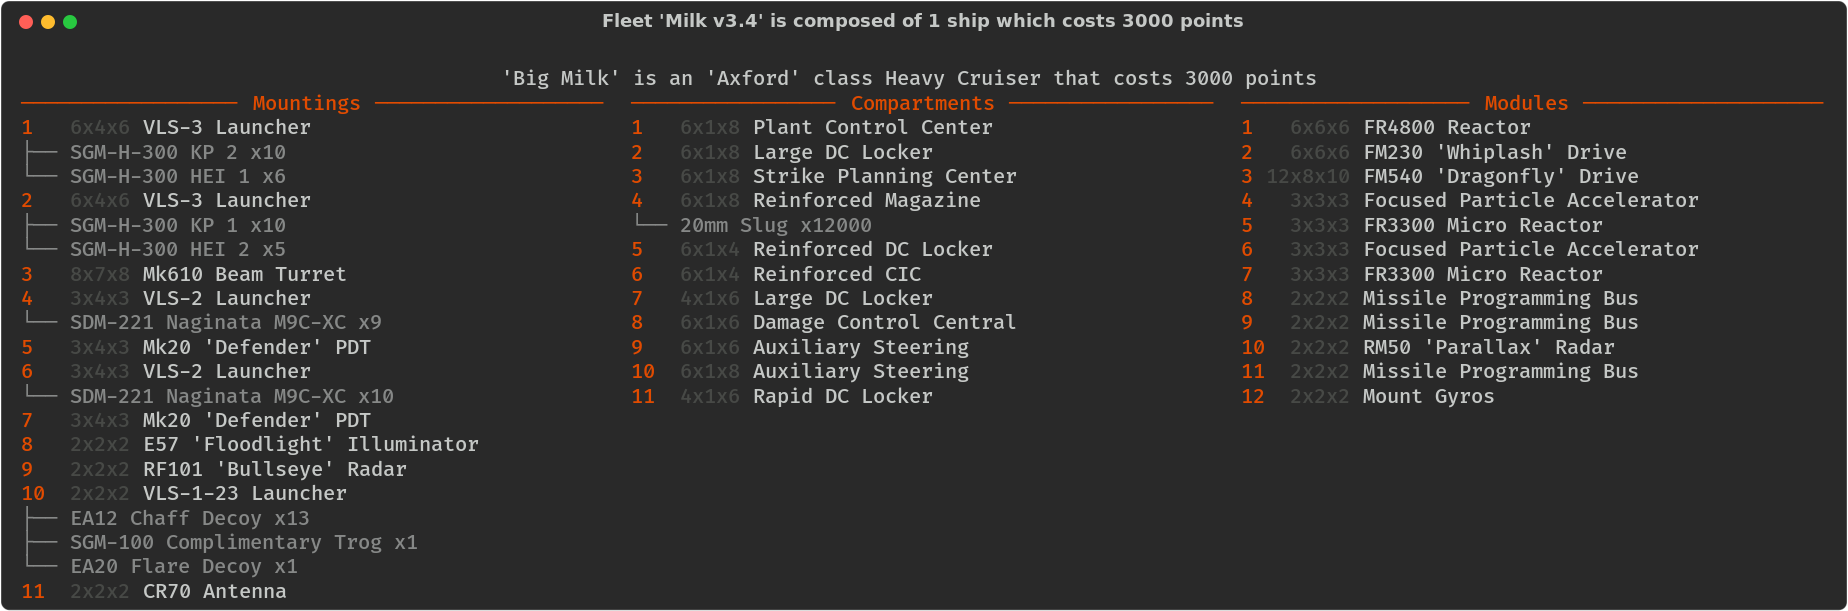 Fleet 'Milk v3.4' is composed of 1 ship which costs 3000 points
'Big Milk' is an 'Axford' class Heavy Cruiser that costs 3000 points
Mountings
1 6x4x6 VLS-3 Launcher
SGM-H-300 KP 2 x10
SGM-H-300 HEI 1 x6
2 6x4x6 VLS-3 Launcher
SGM-H-300 KP 1 x10
SGM-H-300 HEI 2 x5
3 8x7x8 Mk610 Beam Turret
4 3x4x3 VLS-2 Launcher
SDM-221 Naginata M9C-XC x9
5 3x4x3 Mk20 'Defender' PDT
6 3x4x3 VLS-2 Launcher
SDM-221 Naginata M9C-XC x10
7 3x4x3 Mk20 'Defender' PDT
8 2x2x2 E57 'Floodlight' Illuminator
9 2x2x2 RF101 'Bullseye' Radar
10 2x2x2 VLS-1-23 Launcher
EA12 Chaff Decoy x13
SGM-100 Complimentary Trog x1
EA20 Flare Decoy x1
11 2x2x2 CR70 Antenna
Compartments
1 6x1x8 Plant Control Center
2 6x1x8 Large DC Locker
3 6x1x8 Strike Planning Center
4 6x1x8 Reinforced Magazine
20mm Slug x12000
5 6x1x4 Reinforced DC Locker
6 6x1x4 Reinforced CIC
7 4x1x6 Large DC Locker
8 6x1x6 Damage Control Central
9 6x1x6 Auxiliary Steering
10 6x1x8 Auxiliary Steering
11 4x1x6 Rapid DC Locker
Modules
1 6x6x6 FR4800 Reactor
2 6x6x6 FM230 'Whiplash' Drive
3 12x8x10 FM540 'Dragonfly' Drive
4 3x3x3 Focused Particle Accelerator
5 3x3x3 FR3300 Micro Reactor
6 3x3x3 Focused Particle Accelerator
7 3x3x3 FR3300 Micro Reactor
8 2x2x2 Missile Programming Bus
9 2x2x2 Missile Programming Bus
10 2x2x2 RM50 'Parallax' Radar
11 2x2x2 Missile Programming Bus
12 2x2x2 Mount Gyros